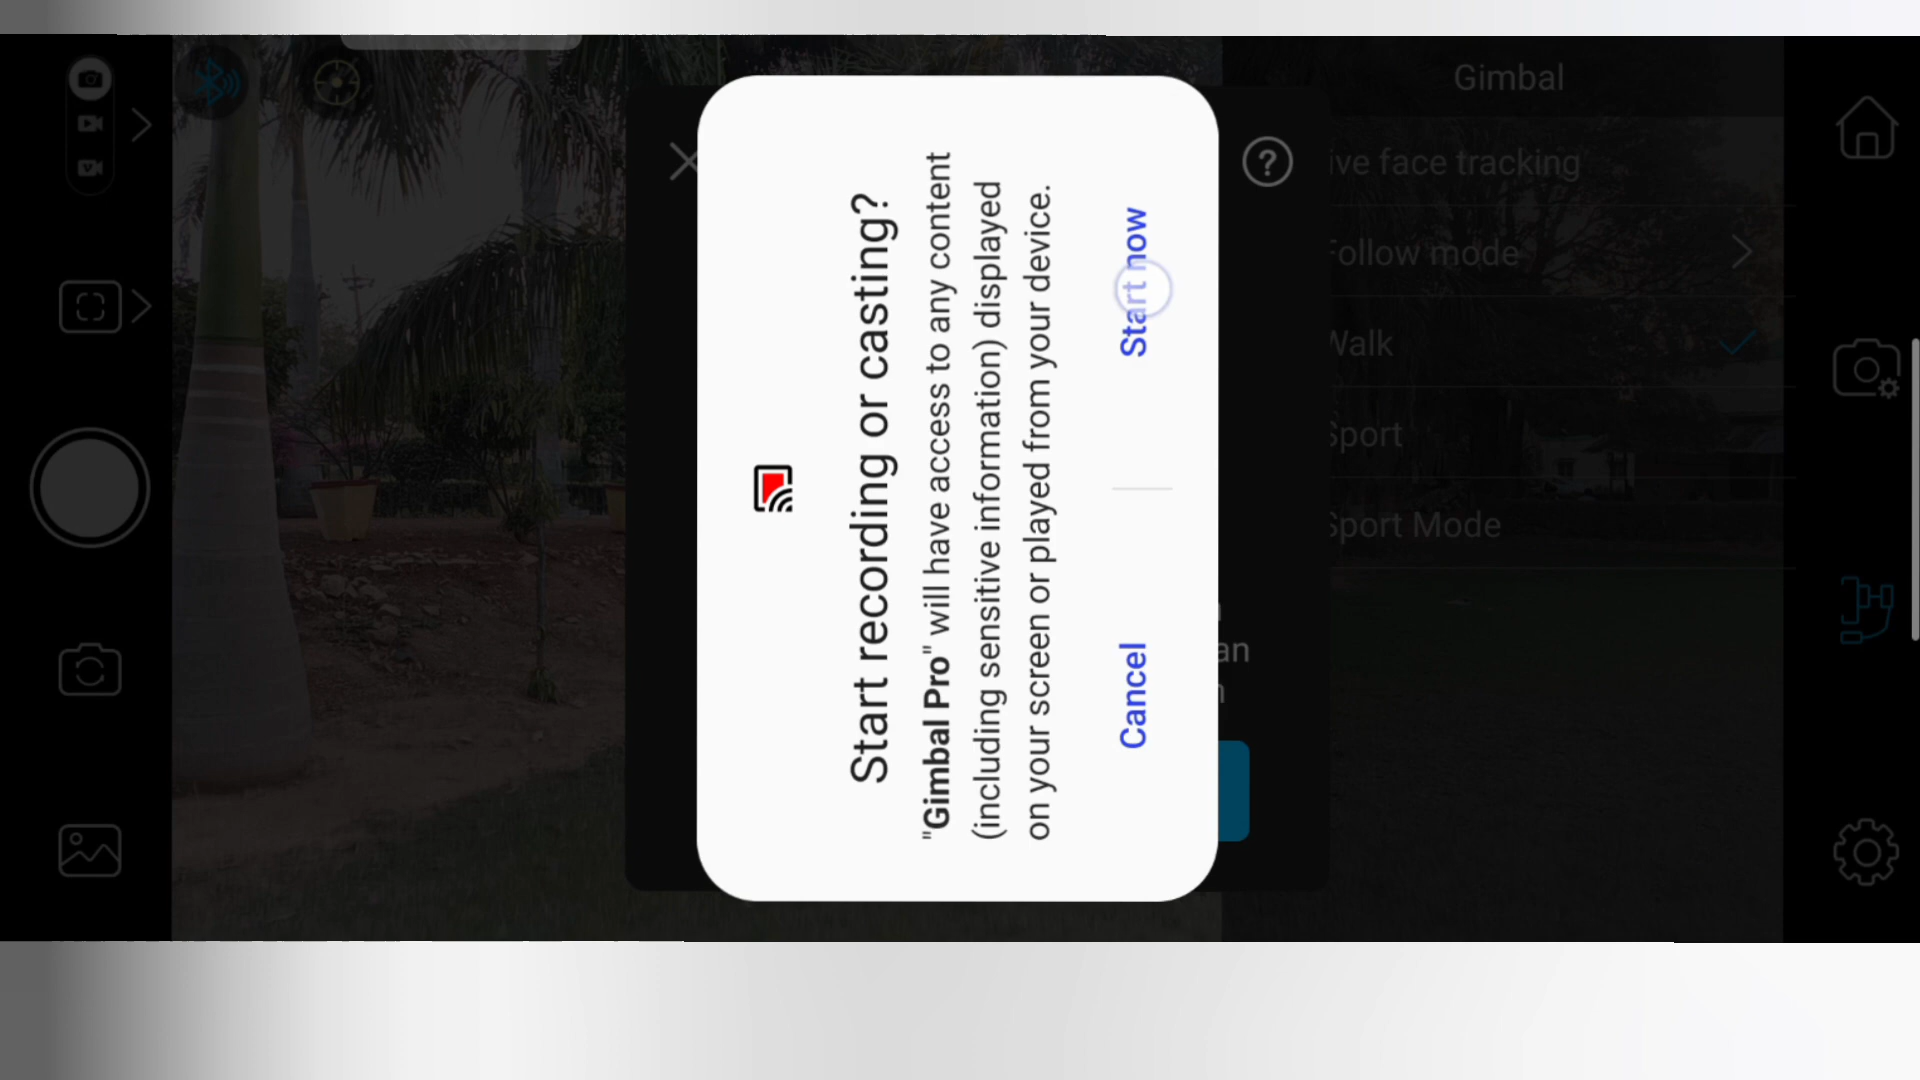 Start recording or casting?
"Gimbal Pro" will have access to any content
(including sensitive information) displayed
on your screen or played from your device.
Cancel
Start now
Gimbal
ive face tracking
Follow mode
Walk
Sport
Sport Mode
an